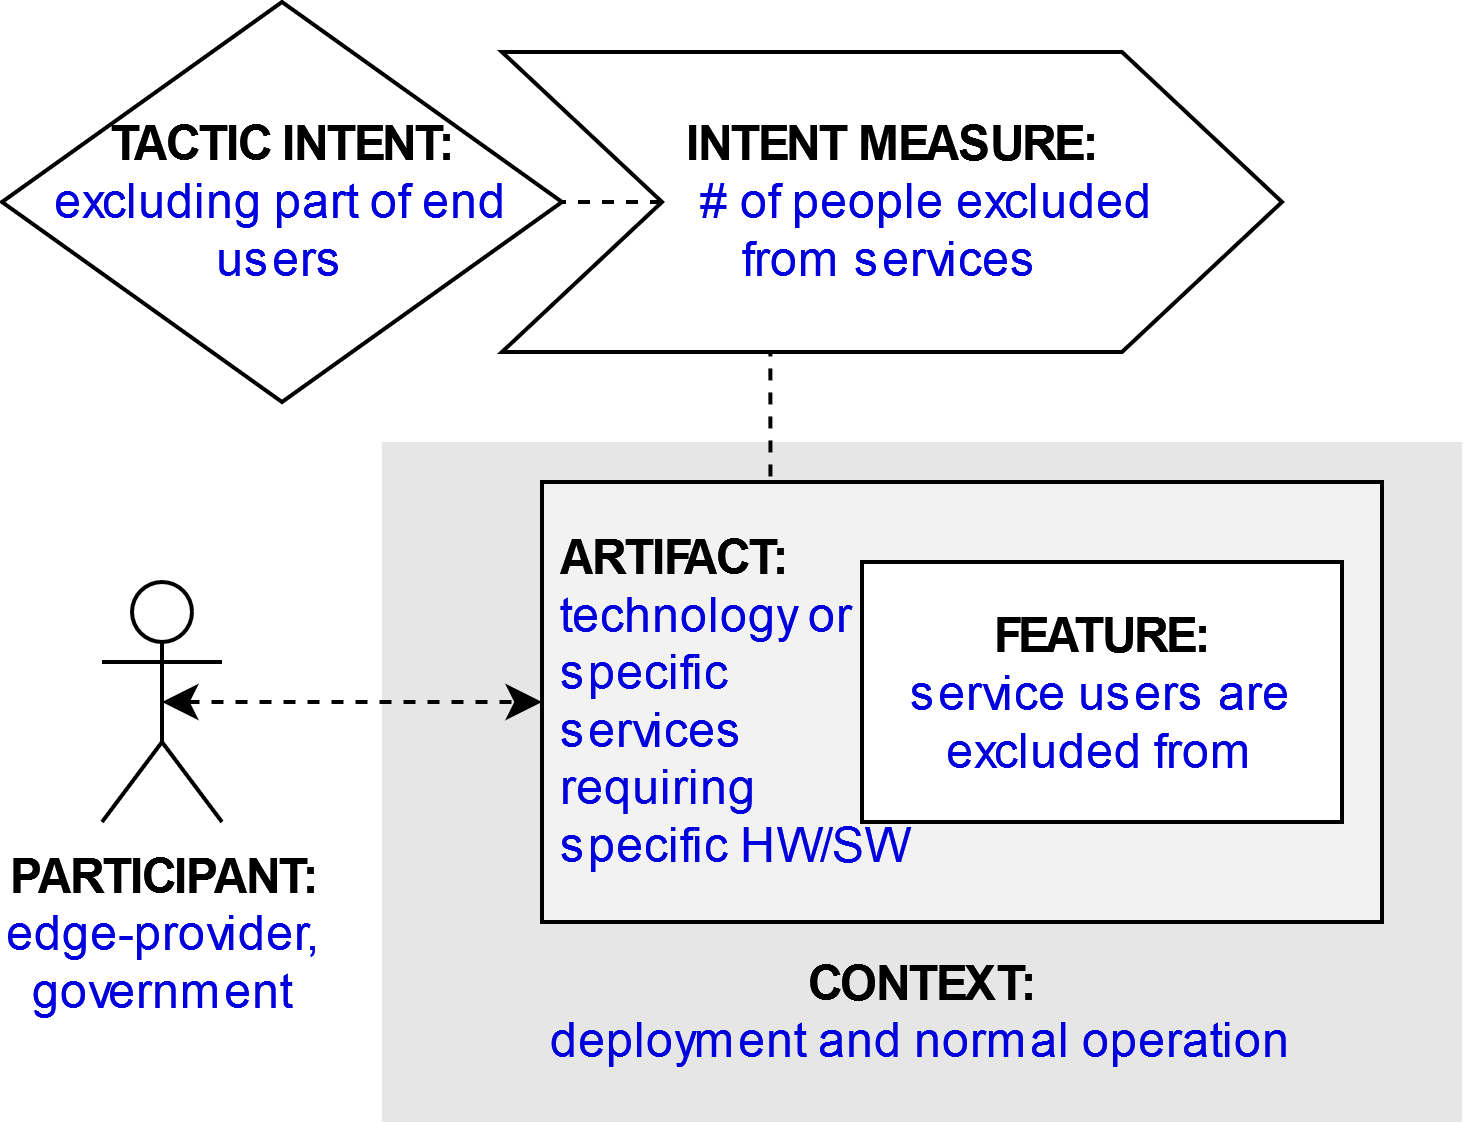 TACTIC INTENT:
excluding part of end
users
INTENT MEASURE:
# of people excluded
from services
ARTIFACT:
technology or
specific
services
requiring
specific HW/SW
FEATURE:
service users are
excluded from
PARTICIPANT:
edge-provider,
government
CONTEXT:
deployment and normal operation